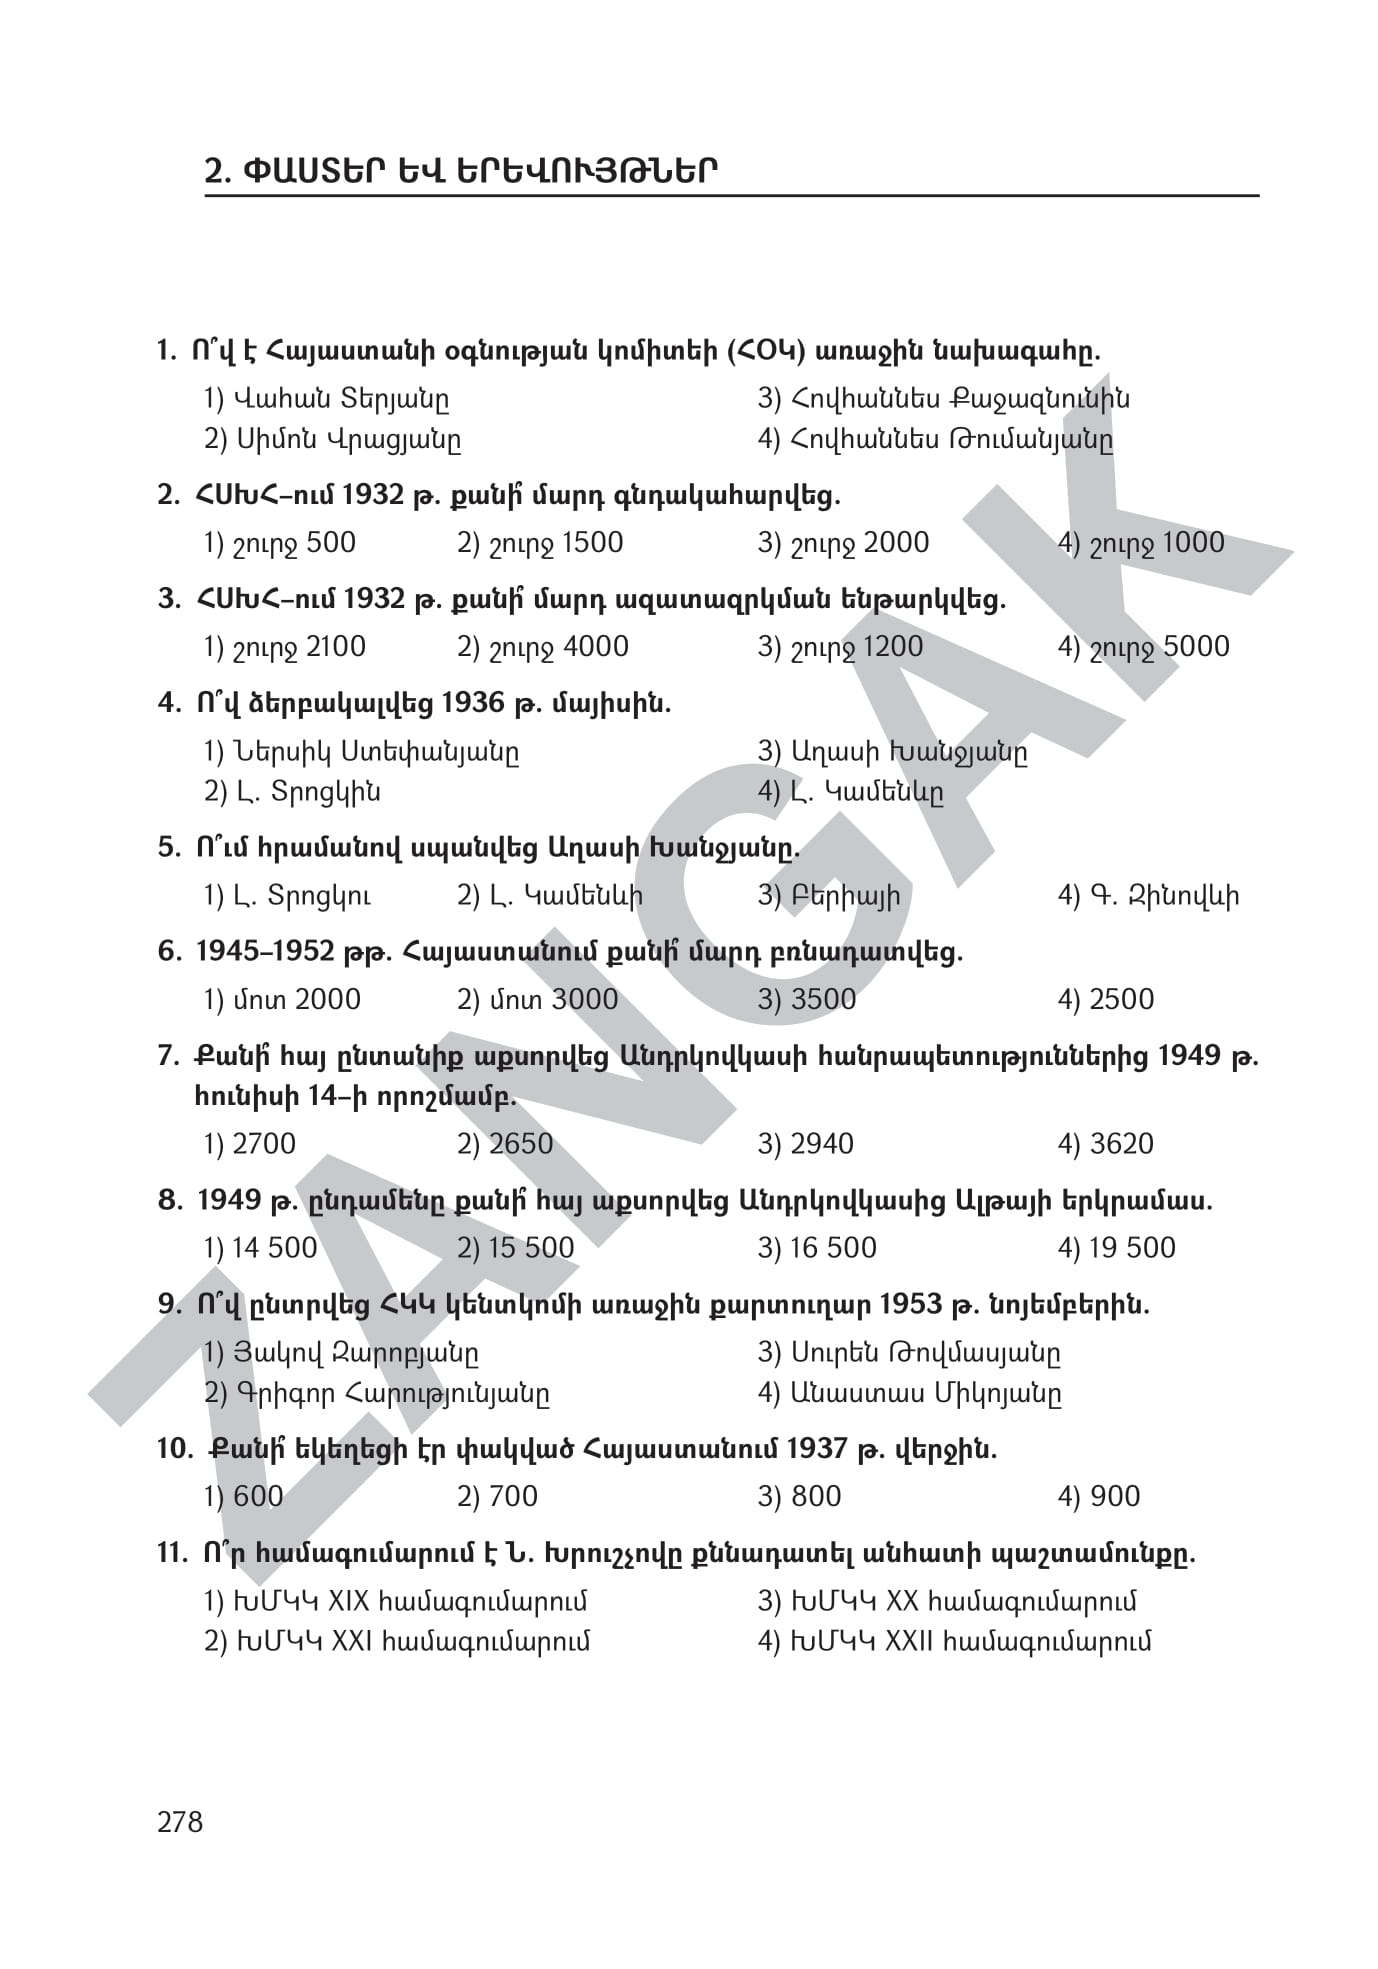 2. ՓԱՍՏԵՐ ԵՎ ԵՐԵՎՈՒՅԹՆԵՐ
1. Ո՞վ է Հայաստանի օգնության կոմիտեի (ՀՕԿ) առաջին նախագահը.
1) Վահան Տերյանը 3) Հովհաննես Քաջազնունին
2) Սիմոն Վրացյանը 4) Հովհաննես Թումանյանը
2. ՀՍԽՀ–ում 1932 թ. քանի՞ մարդ գնդակահարվեց.
1) շուրջ 500 2) շուրջ 1500 3) շուրջ 2000 4) շուրջ 1000
3. ՀՍԽՀ–ում 1932 թ. քանի՞ մարդ ազատազրկման ենթարկվեց.
1) շուրջ 2100 2) շուրջ 4000 3) շուրջ 1200 4) շուրջ 5000
4. Ո՞վ ձերբակալվեց 1936 թ. մայիսին.
1) Ներսիկ Ստեփանյանը 3) Աղասի Խանջյանը
2) Լ. Տրոցկին 4) Լ. Կամենևը
5. Ո՞ւմ հրամանով սպանվեց Աղասի Խանջյանը.
1) Լ. Տրոցկու 2) Լ. Կամենևի 3) Բերիայի 4) Գ. Զինովևի
6. 1945–1952 թթ. Հայաստանում քանի՞ մարդ բռնադատվեց.
1) մոտ 2000 2) մոտ 3000 3) 3500 4) 2500
7. Քանի՞ հայ ընտանիք աքսորվեց Անդրկովկասի հանրապետություններից 1949 թ.
հունիսի 14–ի որոշմամբ.
1) 2700 2) 2650 3) 2940 4) 3620
8. 1949 թ. ընդամենը քանի՞ հայ աքսորվեց Անդրկովկասից Ալթայի երկրամաս.
1) 14 500 2) 15 500 3) 16 500 4) 19 500
9. Ո՞վ ընտրվեց ՀԿԿ կենտկոմի առաջին քարտուղար 1953 թ. նոյեմբերին.
1) Յակով Զարոբյանը 3) Սուրեն Թովմասյանը
2) Գրիգոր Հարությունյանը 4) Անաստաս Միկոյանը
10. Քանի՞ եկեղեցի էր փակված Հայաստանում 1937 թ. վերջին.
1) 600 2) 700 3) 800 4) 900
11. Ո՞ր համագումարում է Ն. Խրուշչովը քննադատել անհատի պաշտամունքը.
1) ԽՄԿԿ XIX համագումարում 3) ԽՄԿԿ XX համագումարում
2) ԽՄԿԿ XXI համագումարում 4) ԽՄԿԿ XXII համագումարում
278
ZANGAK